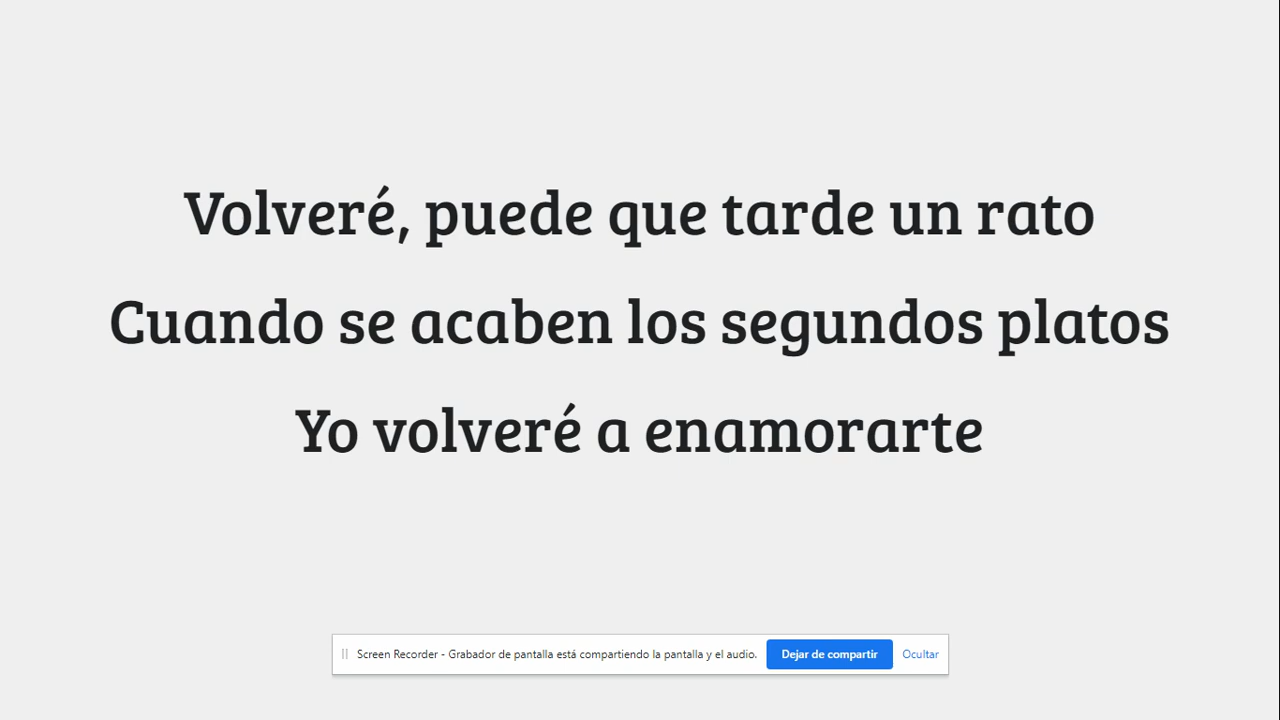 Volveré, puede que tarde un rato
Cuando se acaben los segundos platos
Yo volveré a enamorarte
Screen Recorder - Grabador de pantalla está compartiendo la pantalla y el audio. Dejar de compartir Ocultar